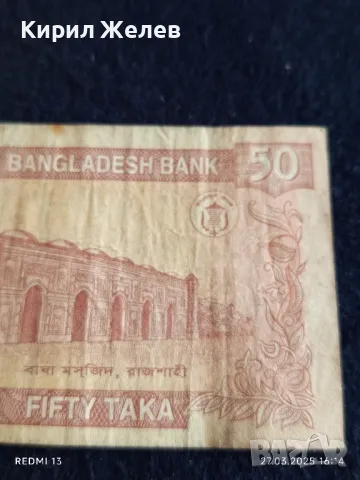 Кирил Желев
BANGLADESH BANK 50
বাঘা মসজিদ, রাজশাহী
FIFTY TAKA
REDMI 13
27.03.2025 16:14